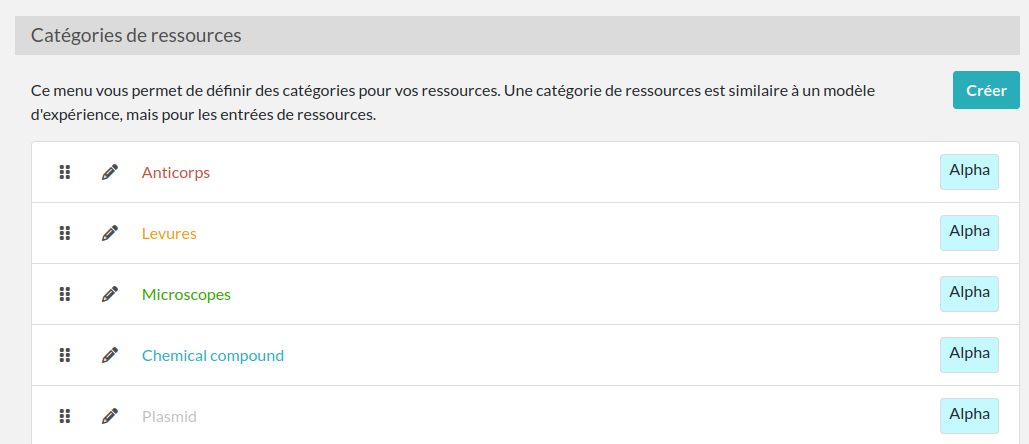 Catégories de ressources
Ce menu vous permet de définir des catégories pour vos ressources. Une catégorie de ressources est similaire à un modèle
d'expérience, mais pour les entrées de ressources.
Créer
Anticorps
Alpha
Levures
Alpha
Microscopes
Alpha
Chemical compound
Alpha
Plasmid
Alpha